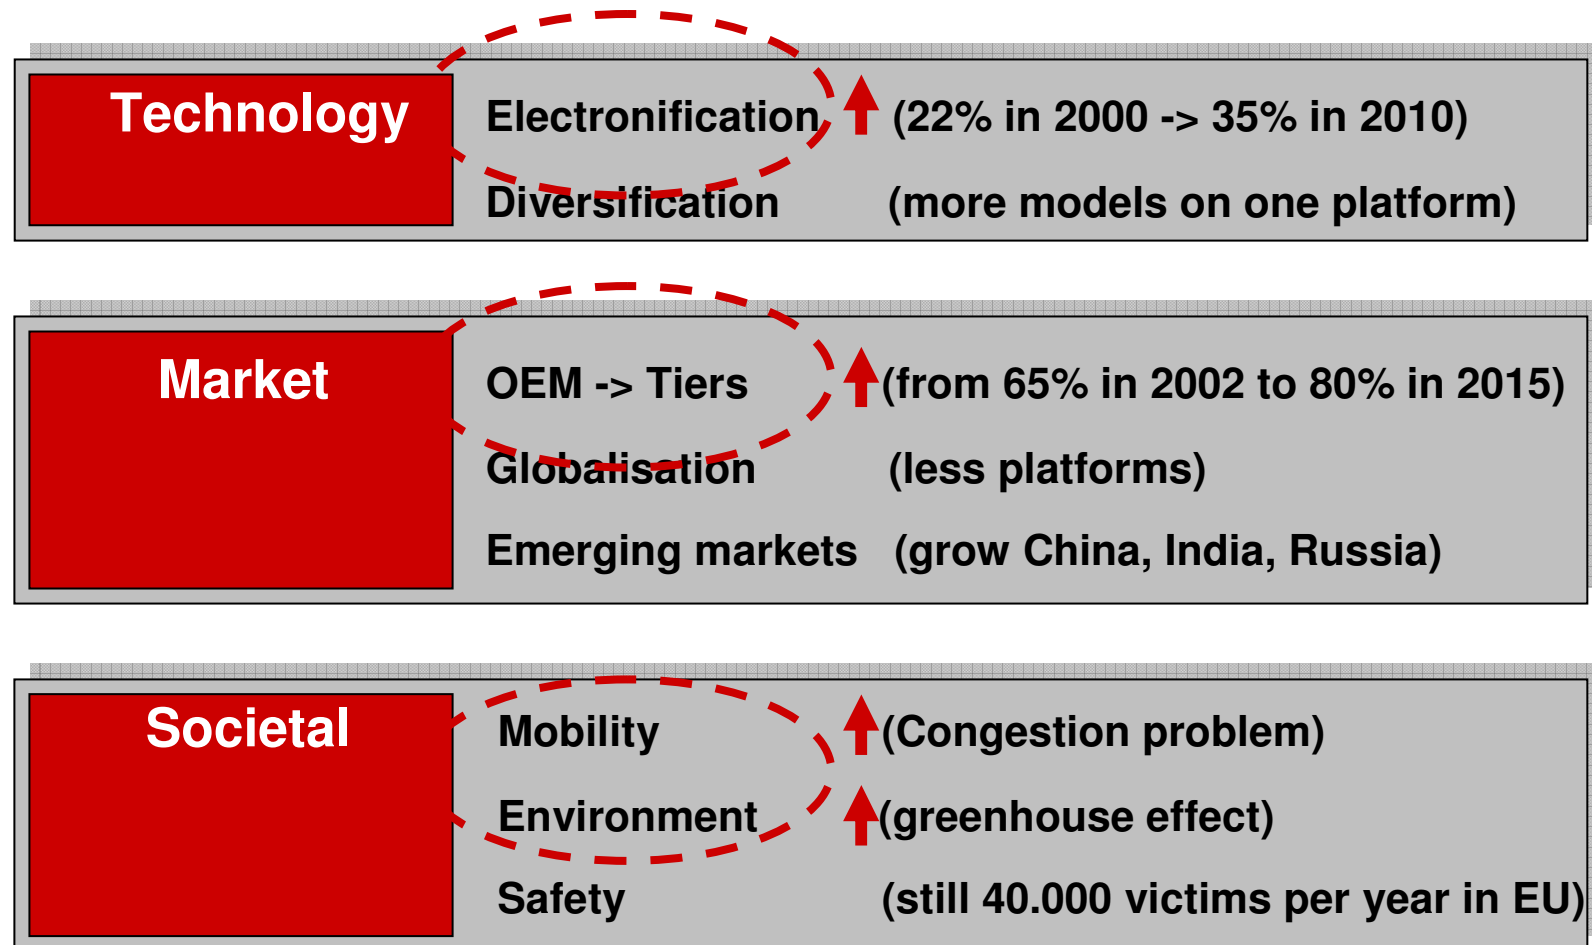 Technology
Electronification (22% in 2000 -> 35% in 2010)
Diversification (more models on one platform)
Market
OEM -> Tiers (from 65% in 2002 to 80% in 2015)
Globalisation (less platforms)
Emerging markets (grow China, India, Russia)
Societal
Mobility (Congestion problem)
Environment (greenhouse effect)
Safety (still 40.000 victims per year in EU)